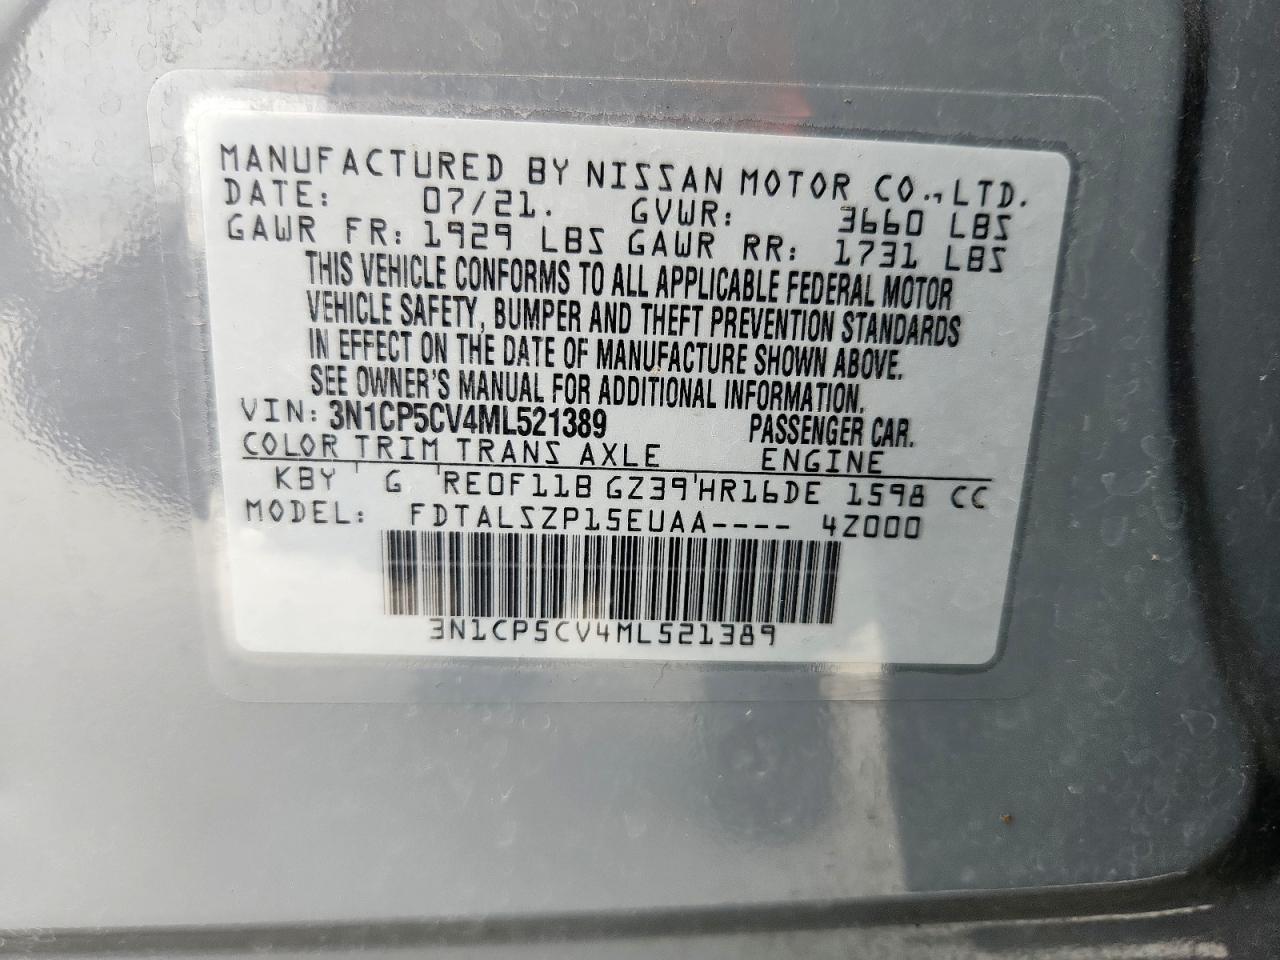 MANUFACTURED BY NISSAN MOTOR CO., LTD.
DATE: 07/21. GVWR: 3660 LBS
GAWR FR: 1929 LBS GAWR RR: 1731 LBS
THIS VEHICLE CONFORMS TO ALL APPLICABLE FEDERAL MOTOR
VEHICLE SAFETY, BUMPER AND THEFT PREVENTION STANDARDS
IN EFFECT ON THE DATE OF MANUFACTURE SHOWN ABOVE.
SEE OWNER'S MANUAL FOR ADDITIONAL INFORMATION.
VIN: 3N1CP5CV4ML521389 PASSENGER CAR.
COLOR TRIM TRANS AXLE ENGINE
KBY ' G 'RE0F11B GZ39'HR16DE 1598 CC
MODEL: FDTALSZP15EUAA---- 4Z000
3N1CP5CV4ML521389